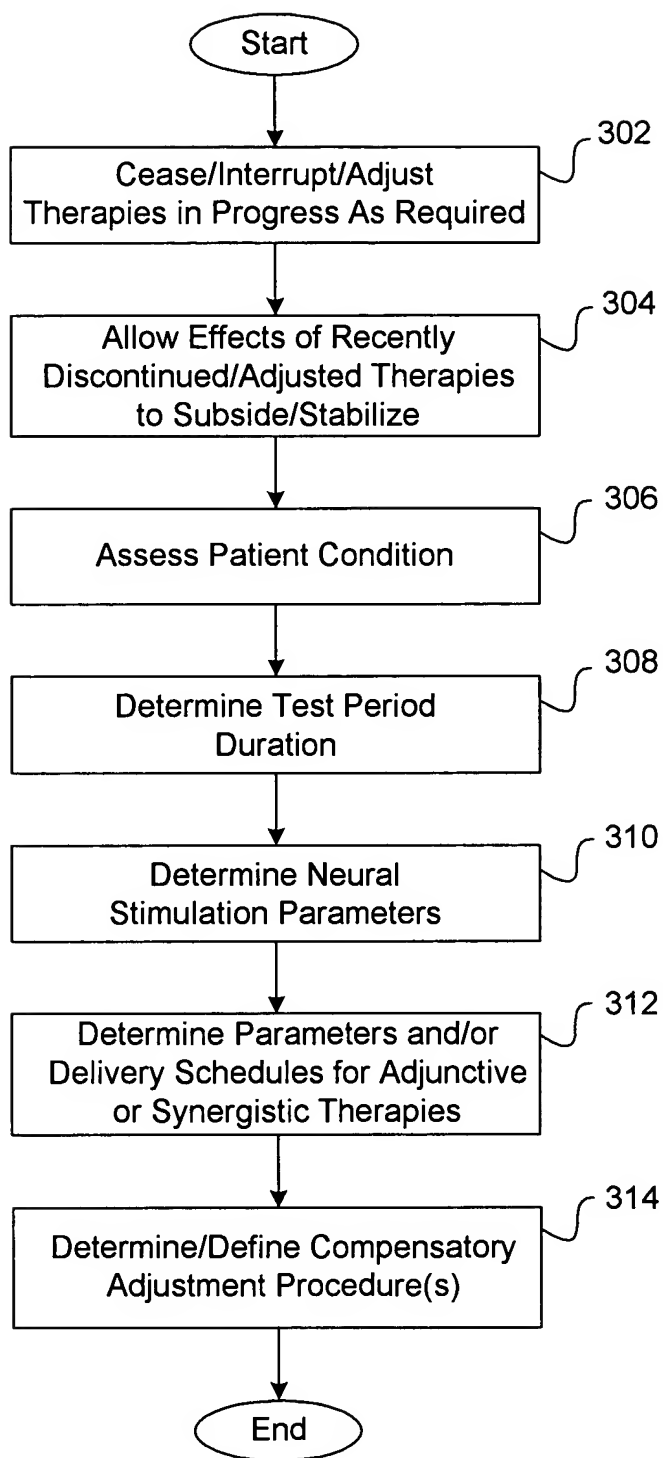 Start
302
Cease/Interrupt/Adjust
Therapies in Progress As Required
304
Allow Effects of Recently
Discontinued/Adjusted Therapies
to Subside/Stabilize
306
Assess Patient Condition
308
Determine Test Period
Duration
310
Determine Neural
Stimulation Parameters
312
Determine Parameters and/or
Delivery Schedules for Adjunctive
or Synergistic Therapies
314
Determine/Define Compensatory
Adjustment Procedure(s)
End